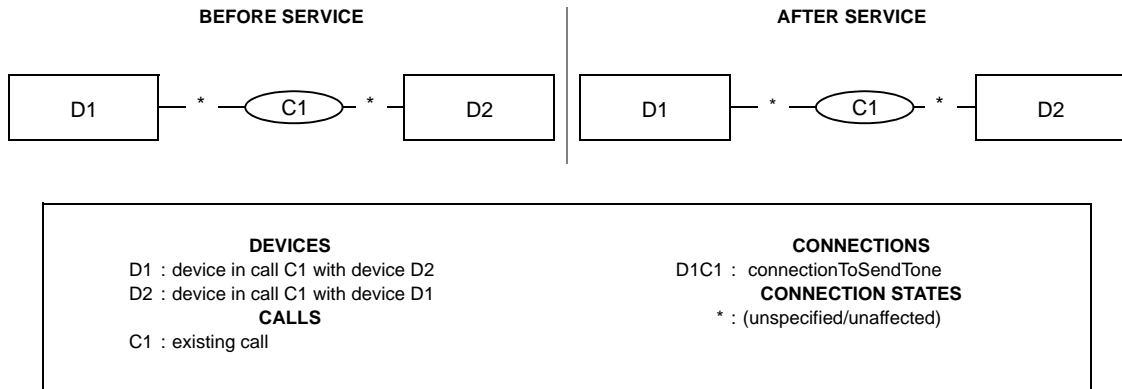 BEFORE SERVICE
AFTER SERVICE
D1 * C1 * D2
D1 * C1 * D2
DEVICES
D1 : device in call C1 with device D2
D2 : device in call C1 with device D1
CALLS
C1 : existing call
CONNECTIONS
D1C1 : connectionToSendTone
CONNECTION STATES
* : (unspecified/unaffected)